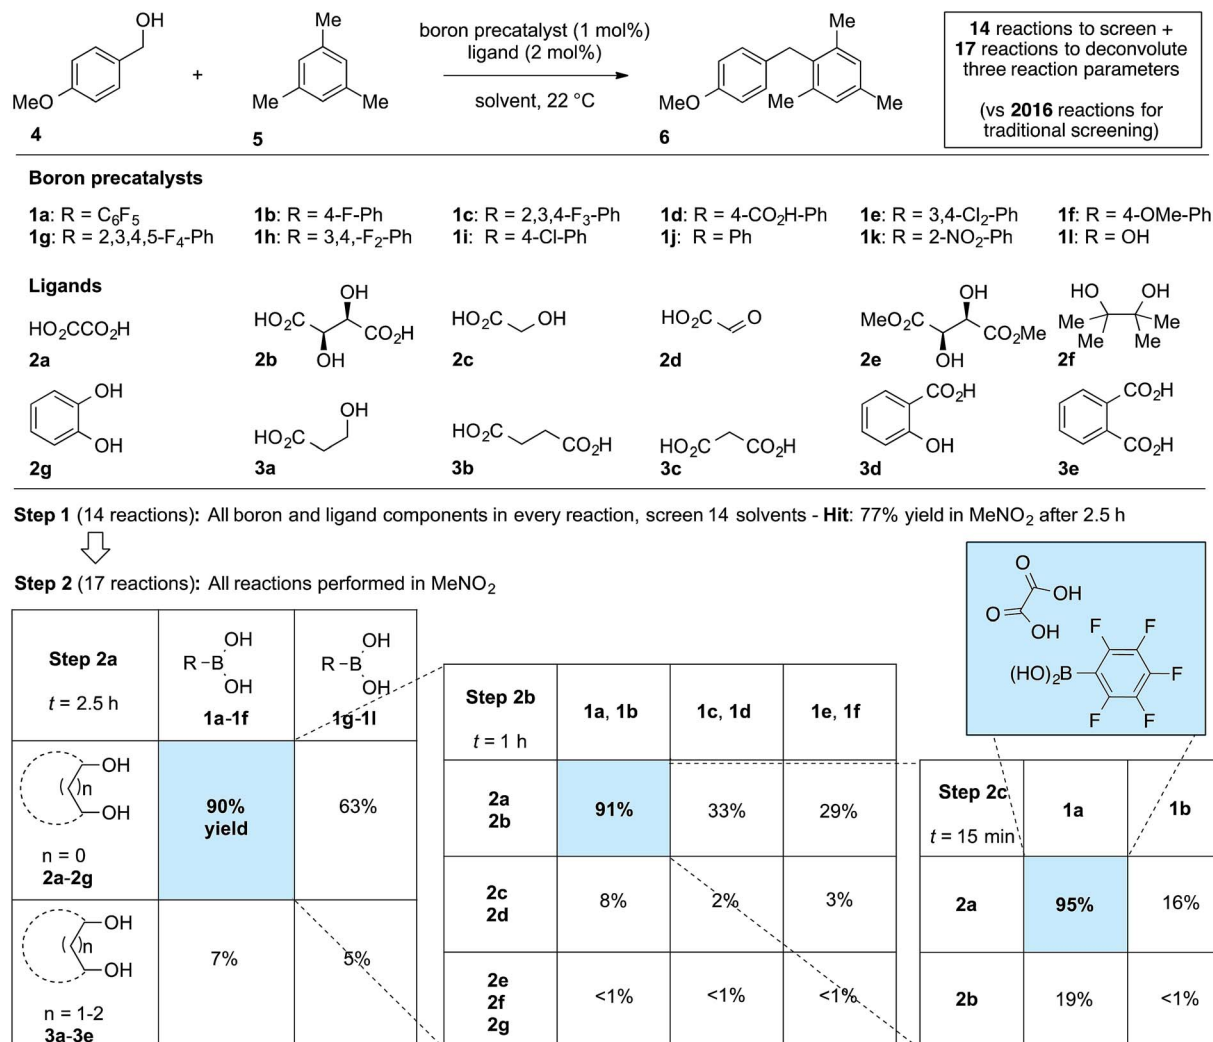 OH
MeO
4
+
Me
Me
Me
5
boron precatalyst (1 mol%)
ligand (2 mol%)
solvent, 22 °C
Me
MeO
Me
Me
6
14 reactions to screen +
17 reactions to deconvolute
three reaction parameters
(vs 2016 reactions for
traditional screening)
Boron precatalysts
1a: R = C6F5
1b: R = 4-F-Ph
1c: R = 2,3,4-F3-Ph
1d: R = 4-CO2H-Ph
1e: R = 3,4-Cl2-Ph
1f: R = 4-OMe-Ph
1g: R = 2,3,4,5-F4-Ph
1h: R = 3,4,-F2-Ph
1i: R = 4-Cl-Ph
1j: R = Ph
1k: R = 2-NO2-Ph
1l: R = OH
Ligands
HO2CCO2H
2a
OH
HO2C
CO2H
OH
2b
HO2C
OH
2c
HO2C
O
2d
OH
MeO2C
CO2Me
OH
2e
HO OH
Me
Me
Me Me
2f
OH
OH
2g
OH
HO2C
3a
HO2C
CO2H
3b
HO2C
CO2H
3c
CO2H
OH
3d
CO2H
CO2H
3e
Step 1 (14 reactions): All boron and ligand components in every reaction, screen 14 solvents - Hit: 77% yield in MeNO2 after 2.5 h
Step 2 (17 reactions): All reactions performed in MeNO2
Step 2a
t = 2.5 h
OH
R-B
OH
1a-1f
OH
R-B
OH
1g-1l
OH
( )n
OH
n = 0
2a-2g
90%
yield
63%
OH
( )n
OH
n = 1-2
3a-3e
7%
5%
Step 2b
t = 1 h
1a, 1b
1c, 1d
1e, 1f
2a
2b
91%
33%
29%
2c
2d
8%
2%
3%
2e
2f
2g
<1%
<1%
<1%
O
OH
O
OH
F
F
F
(HO)2B
F
F
Step 2c
t = 15 min
1a
1b
2a
95%
16%
2b
19%
<1%